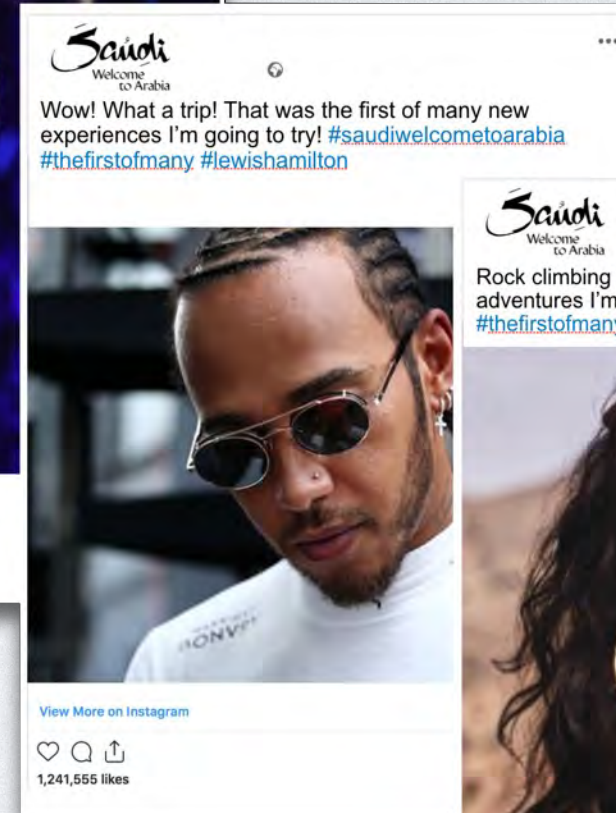 Saudi
Welcome
to Arabia
Wow! What a trip! That was the first of many new
experiences I'm going to try! #saudiwelcometoarabia
#thefirstofmany #lewishamilton
View More on Instagram
1,241,555 likes
Saudi
Welcome
to Arabia
Rock climbing
adventures I'm
#thefirstofmany